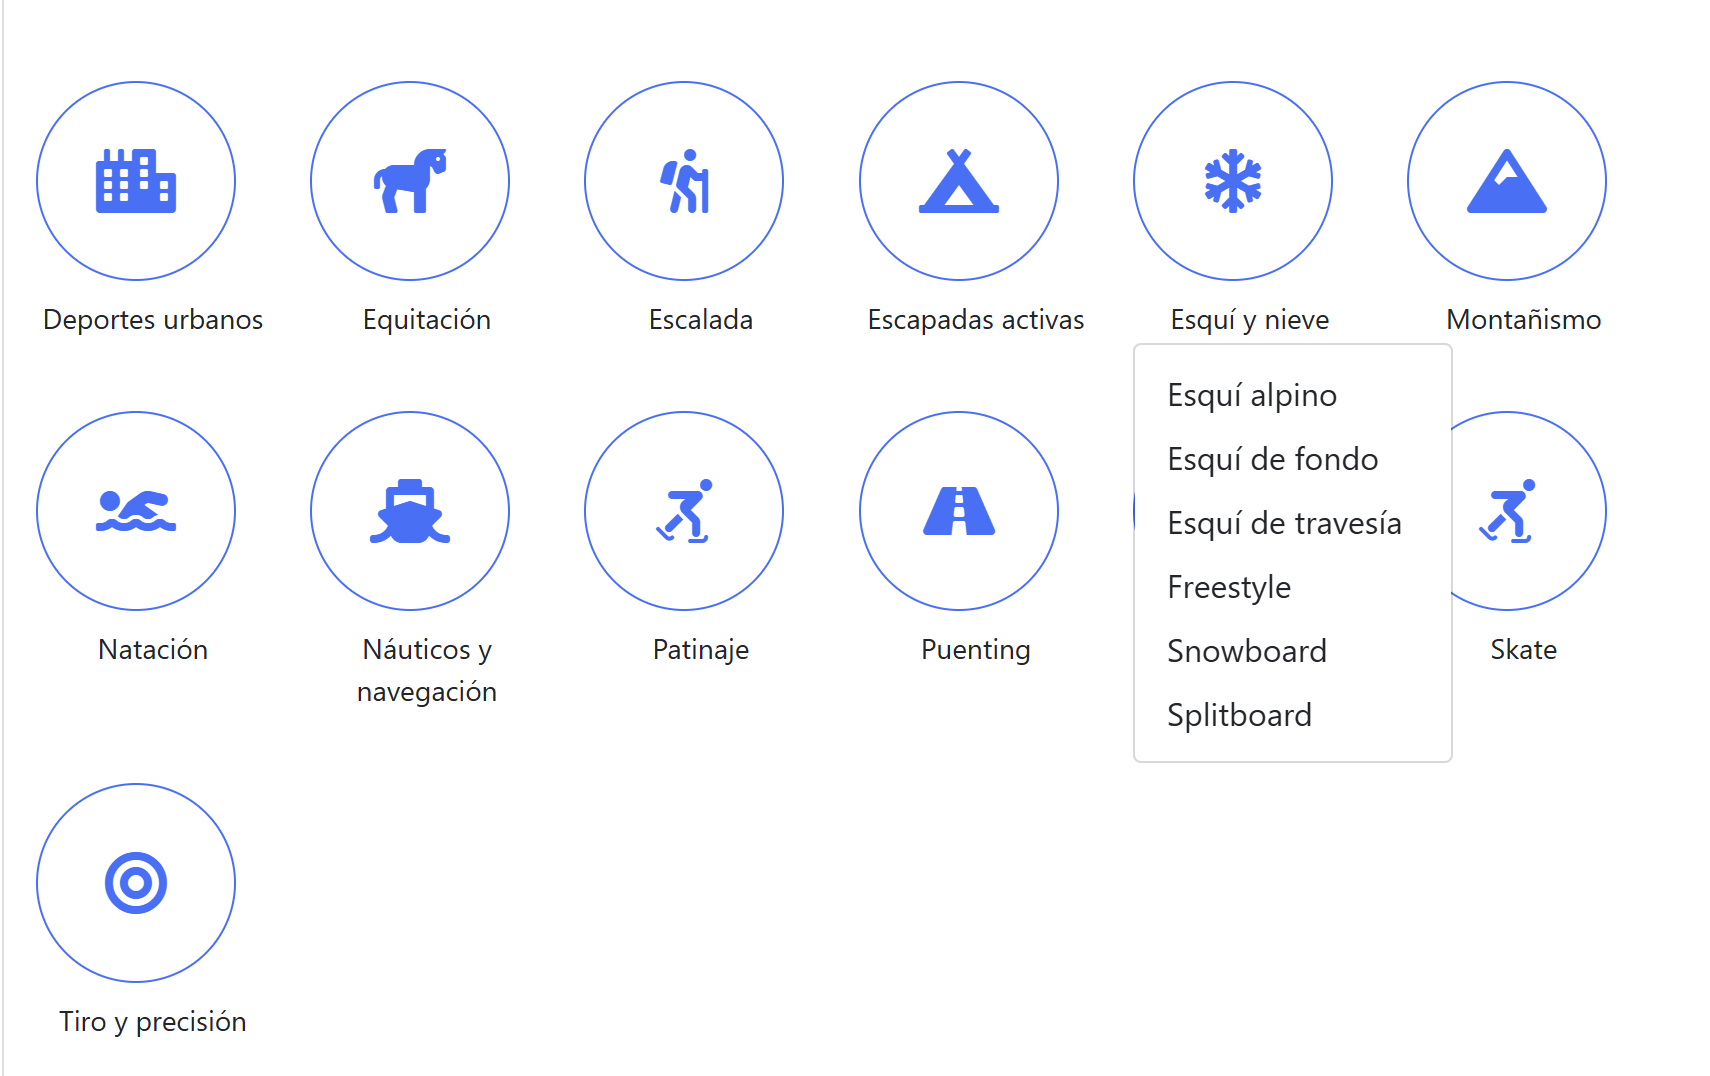 Deportes urbanos
Equitación
Escalada
Escapadas activas
Esquí y nieve
Montañismo
Esquí alpino
Esquí de fondo
Esquí de travesía
Freestyle
Snowboard
Splitboard
Natación
Náuticos y
navegación
Patinaje
Puenting
Skate
Tiro y precisión